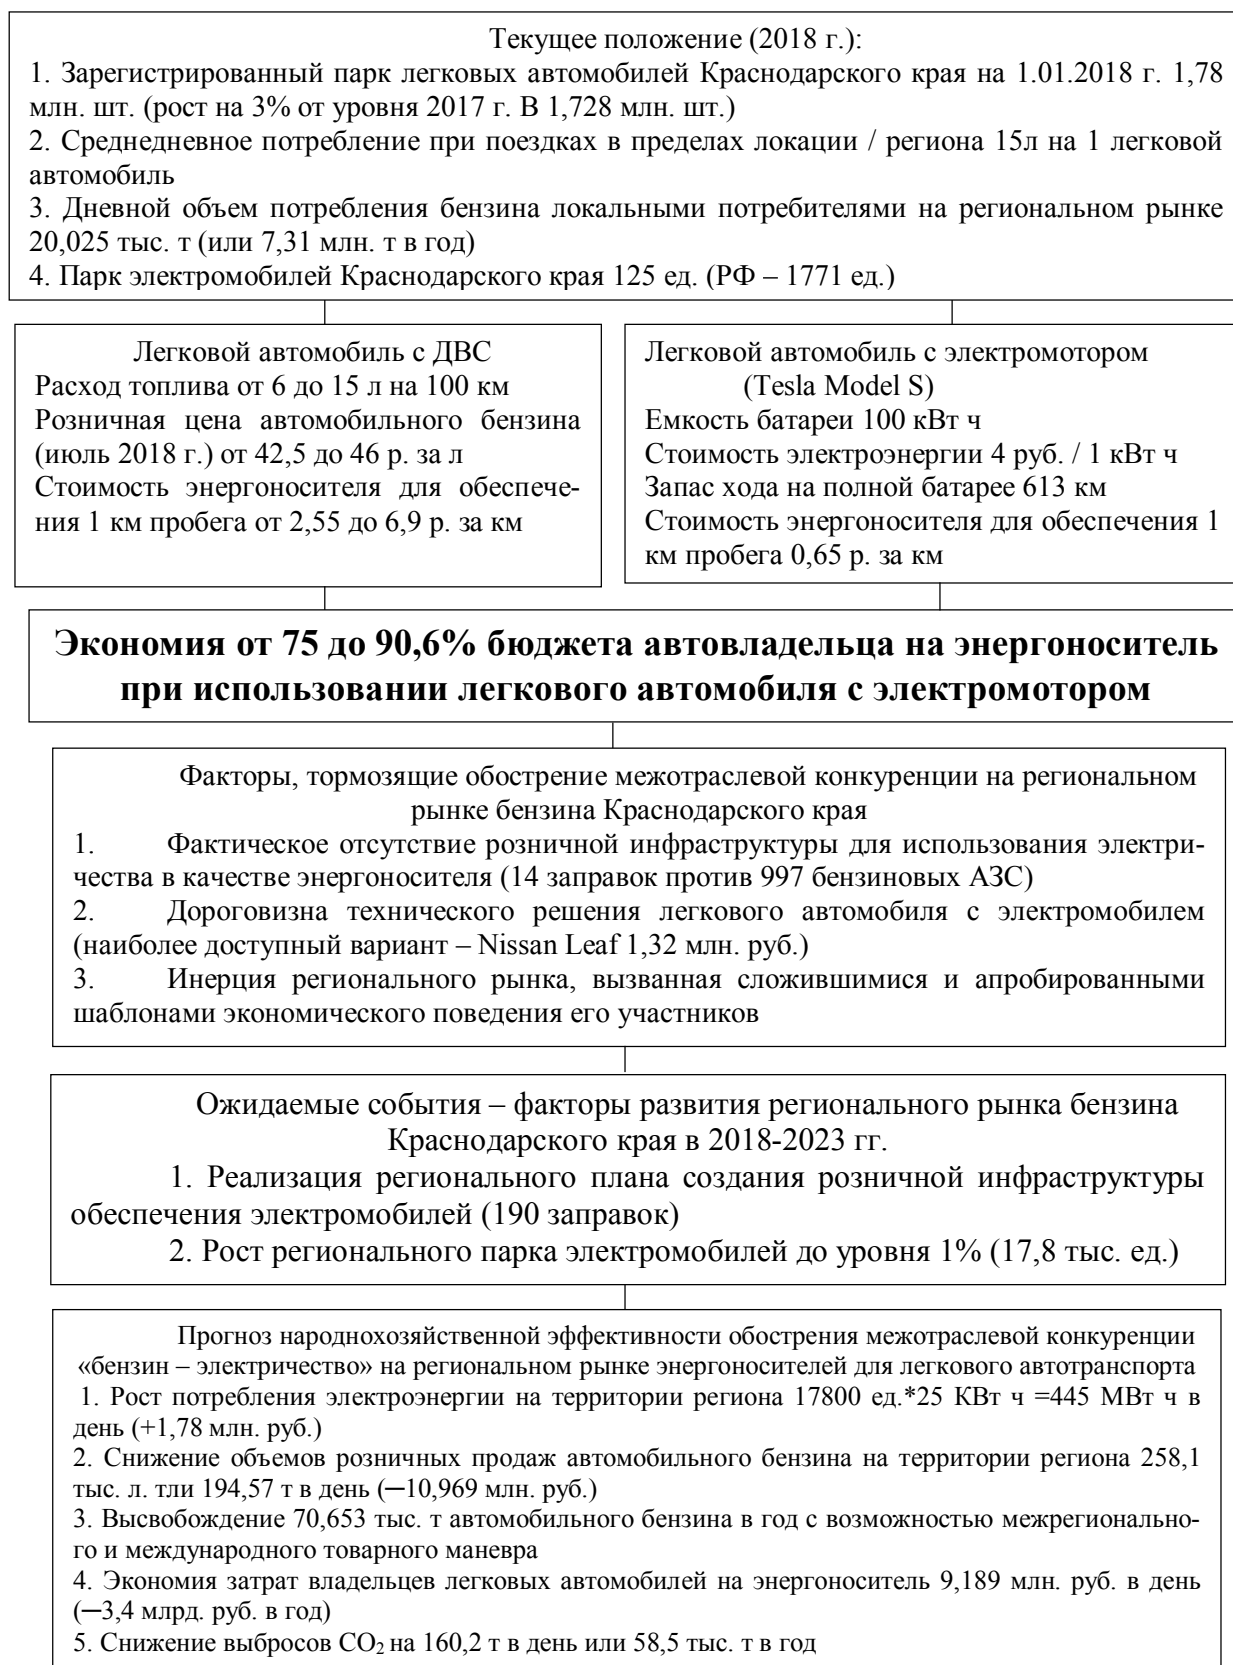 Текущее положение (2018 г.):
1. Зарегистрированный парк легковых автомобилей Краснодарского края на 1.01.2018 г. 1,78
млн. шт. (рост на 3% от уровня 2017 г. В 1,728 млн. шт.)
2. Среднедневное потребление при поездках в пределах локации / региона 15л на 1 легковой
автомобиль
3. Дневной объем потребления бензина локальными потребителями на региональном рынке
20,025 тыс. т (или 7,31 млн. т в год)
4. Парк электромобилей Краснодарского края 125 ед. (РФ – 1771 ед.)
Легковой автомобиль с ДВС
Расход топлива от 6 до 15 л на 100 км
Розничная цена автомобильного бензина
(июль 2018 г.) от 42,5 до 46 р. за л
Стоимость энергоносителя для обеспече-
ния 1 км пробега от 2,55 до 6,9 р. за км
Легковой автомобиль с электромотором
(Tesla Model S)
Емкость батареи 100 кВт ч
Стоимость электроэнергии 4 руб. / 1 кВт ч
Запас хода на полной батарее 613 км
Стоимость энергоносителя для обеспечения 1
км пробега 0,65 р. за км
Экономия от 75 до 90,6% бюджета автовладельца на энергоноситель
при использовании легкового автомобиля с электромотором
Факторы, тормозящие обострение межотраслевой конкуренции на региональном
рынке бензина Краснодарского края
1. Фактическое отсутствие розничной инфраструктуры для использования электри-
чества в качестве энергоносителя (14 заправок против 997 бензиновых АЗС)
2. Дороговизна технического решения легкового автомобиля с электромобилем
(наиболее доступный вариант – Nissan Leaf 1,32 млн. руб.)
3. Инерция регионального рынка, вызванная сложившимися и апробированными
шаблонами экономического поведения его участников
Ожидаемые события – факторы развития регионального рынка бензина
Краснодарского края в 2018-2023 гг.
1. Реализация регионального плана создания розничной инфраструктуры
обеспечения электромобилей (190 заправок)
2. Рост регионального парка электромобилей до уровня 1% (17,8 тыс. ед.)
Прогноз народнохозяйственной эффективности обострения межотраслевой конкуренции
«бензин – электричество» на региональном рынке энергоносителей для легкового автотранспорта
1. Рост потребления электроэнергии на территории региона 17800 ед.*25 КВт ч =445 МВт ч в
день (+1,78 млн. руб.)
2. Снижение объемов розничных продаж автомобильного бензина на территории региона 258,1
тыс. л. тли 194,57 т в день (—10,969 млн. руб.)
3. Высвобождение 70,653 тыс. т автомобильного бензина в год с возможностью межрегионально-
го и международного товарного маневра
4. Экономия затрат владельцев легковых автомобилей на энергоноситель 9,189 млн. руб. в день
(—3,4 млрд. руб. в год)
5. Снижение выбросов CO2 на 160,2 т в день или 58,5 тыс. т в год